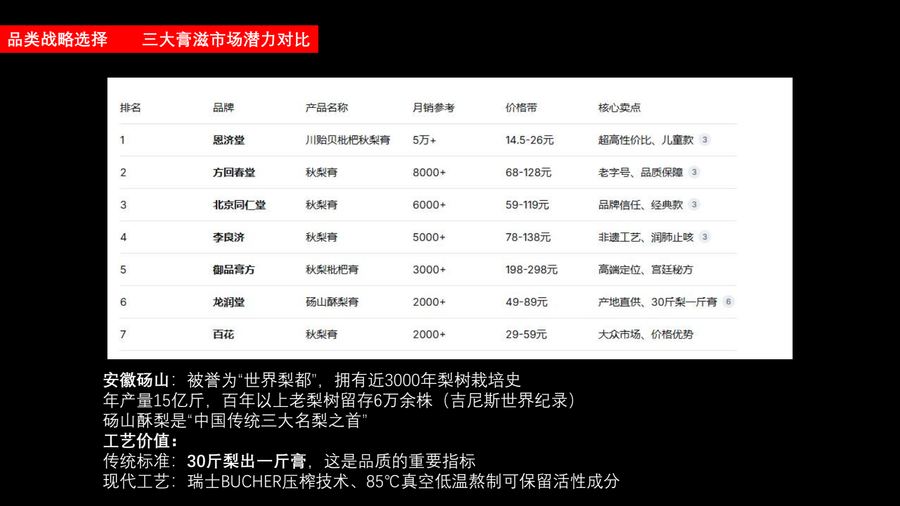 品类战略选择 三大膏滋市场潜力对比
排名 品牌 产品名称 月销参考 价格带 核心卖点
1 恩济堂 川贻贝枇杷秋梨膏 5万+ 14.5-26元 超高性价比、儿童款 3
2 方回春堂 秋梨膏 8000+ 68-128元 老字号、品质保障 3
3 北京同仁堂 秋梨膏 6000+ 59-119元 品牌信任、经典款 3
4 李良济 秋梨膏 5000+ 78-138元 非遗工艺、润肺止咳 3
5 御品膏方 秋梨枇杷膏 3000+ 198-298元 高端定位、宫廷秘方
6 龙润堂 砀山酥梨膏 2000+ 49-89元 产地直供、30斤梨一斤膏 6
7 百花 秋梨膏 2000+ 29-59元 大众市场、价格优势
安徽砀山：被誉为“世界梨都”，拥有近3000年梨树栽培史
年产量15亿斤，百年以上老梨树留存6万余株（吉尼斯世界纪录）
砀山酥梨是“中国传统三大名梨之首”
工艺价值：
传统标准：30斤梨出一斤膏，这是品质的重要指标
现代工艺：瑞士BUCHER压榨技术、85℃真空低温熬制可保留活性成分